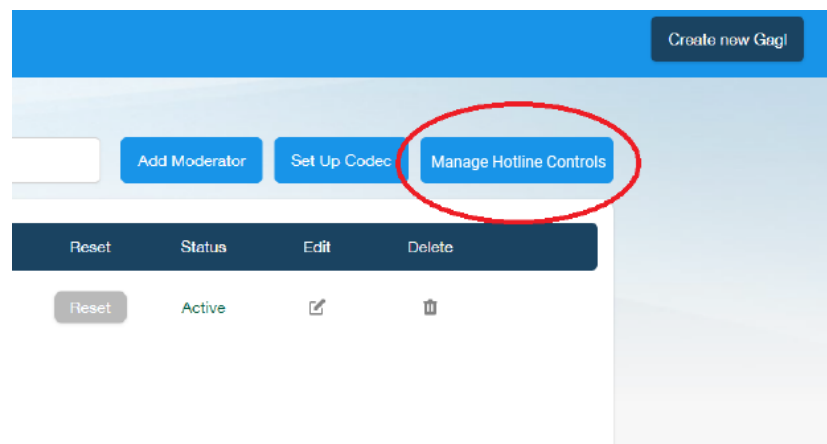 Create new Gagl
Add Moderator Set Up Codec Manage Hotline Controls
Reset Status Edit Delete
Reset Active